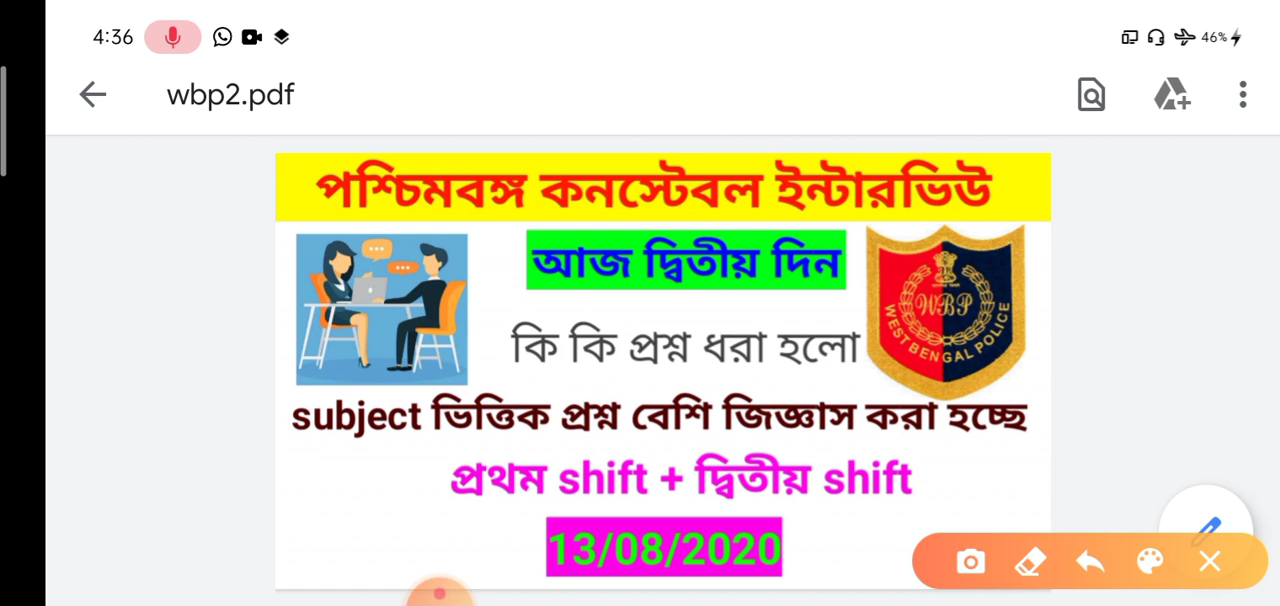 4:36
46%
wbp2.pdf
পশ্চিমবঙ্গ কনস্টেবল ইন্টারভিউ
আজ দ্বিতীয় দিন
কি কি প্রশ্ন ধরা হলো
WBP
WEST BENGAL POLICE
subject ভিত্তিক প্রশ্ন বেশি জিজ্ঞাস করা হচ্ছে
প্রথম shift + দ্বিতীয় shift
13/08/2020